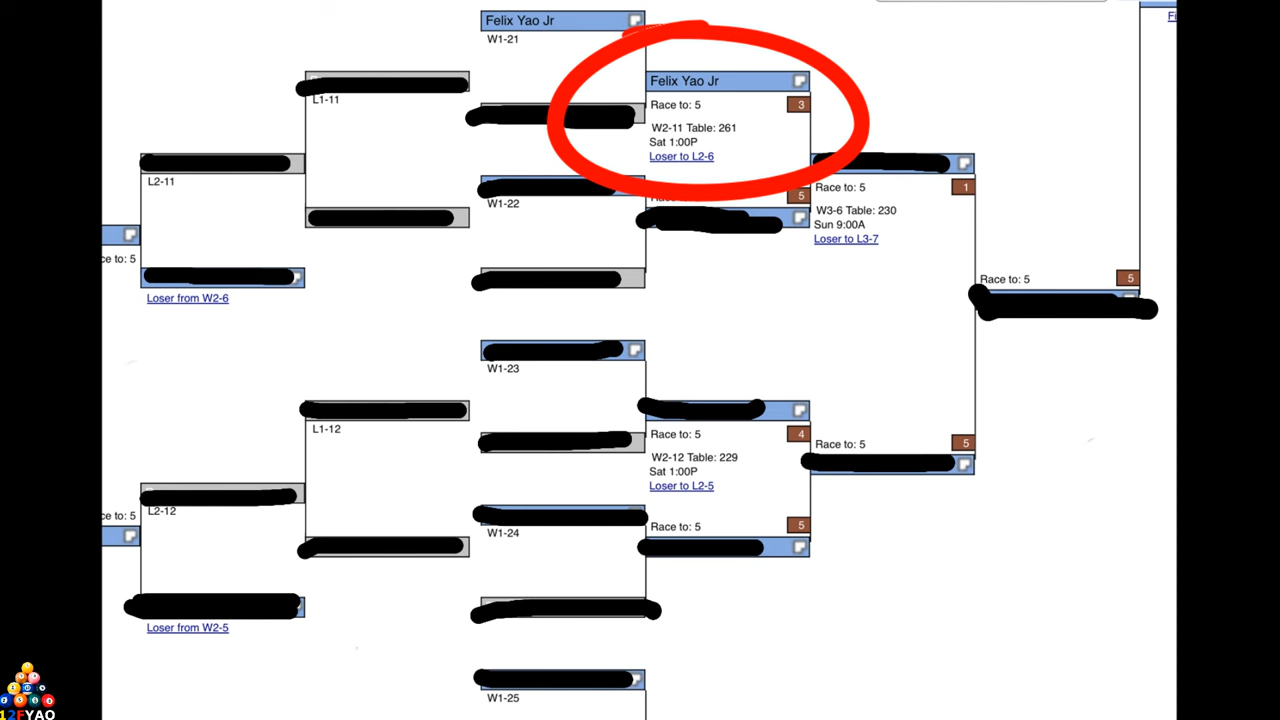 Felix Yao Jr
Fi
W1-21
Felix Yao Jr
L1-11
Race to: 5
3
W2-11 Table: 261
Sat 1:00P
Loser to L2-6
L2-11
Race to: 5
1
5
W1-22
W3-6 Table: 230
Sun 9:00A
Loser to L3-7
ce to: 5
Race to: 5
5
Loser from W2-6
W1-23
L1-12
Race to: 5
4
Race to: 5
5
W2-12 Table: 229
Sat 1:00P
Loser to L2-5
L2-12
ce to: 5
W1-24
Race to: 5
5
Loser from W2-5
W1-25
12FYAO